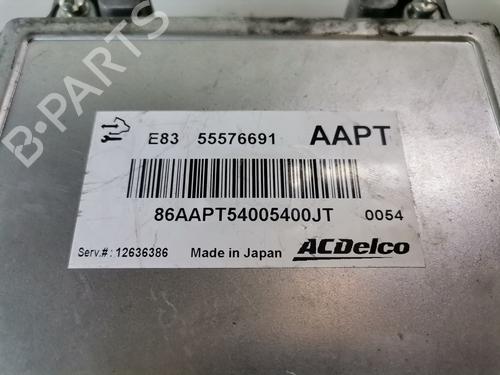 B-PARTS
E83 55576691 AAPT
86AAPT54005400JT 0054
Serv.#: 12636386 Made in Japan ACDelco